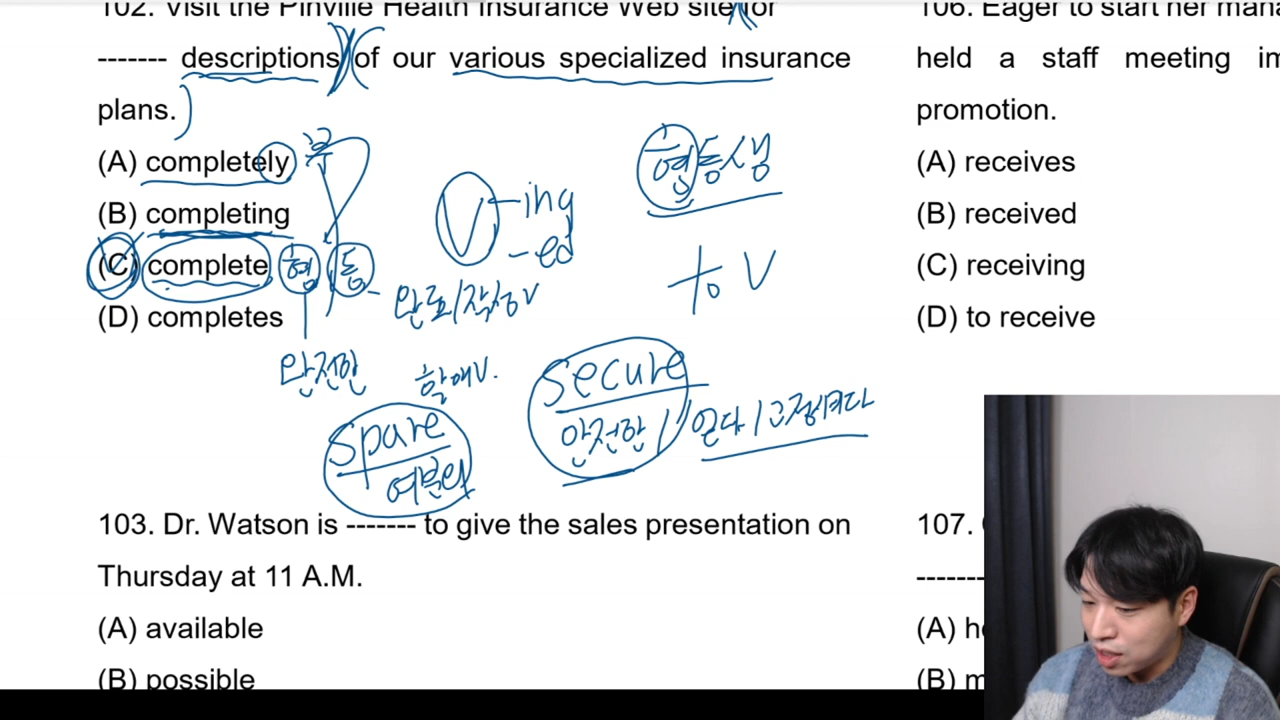 102. Visit the Pinville Health Insurance Web site for
------- descriptions of our various specialized insurance
plans.
(A) completely 부
(B) completing
(C) complete 형 동
(D) completes
V -ing
-ed
형동생
to V
완료/작성V
완전한
할애V.
spare
여분의
secure
안전한 / 얻다 / 고정시키다
103. Dr. Watson is ------- to give the sales presentation on
Thursday at 11 A.M.
(A) available
(B) possible
106. Eager to start her
held a staff meeting
promotion.
(A) receives
(B) received
(C) receiving
(D) to receive
107.
-------
(A)
(B)